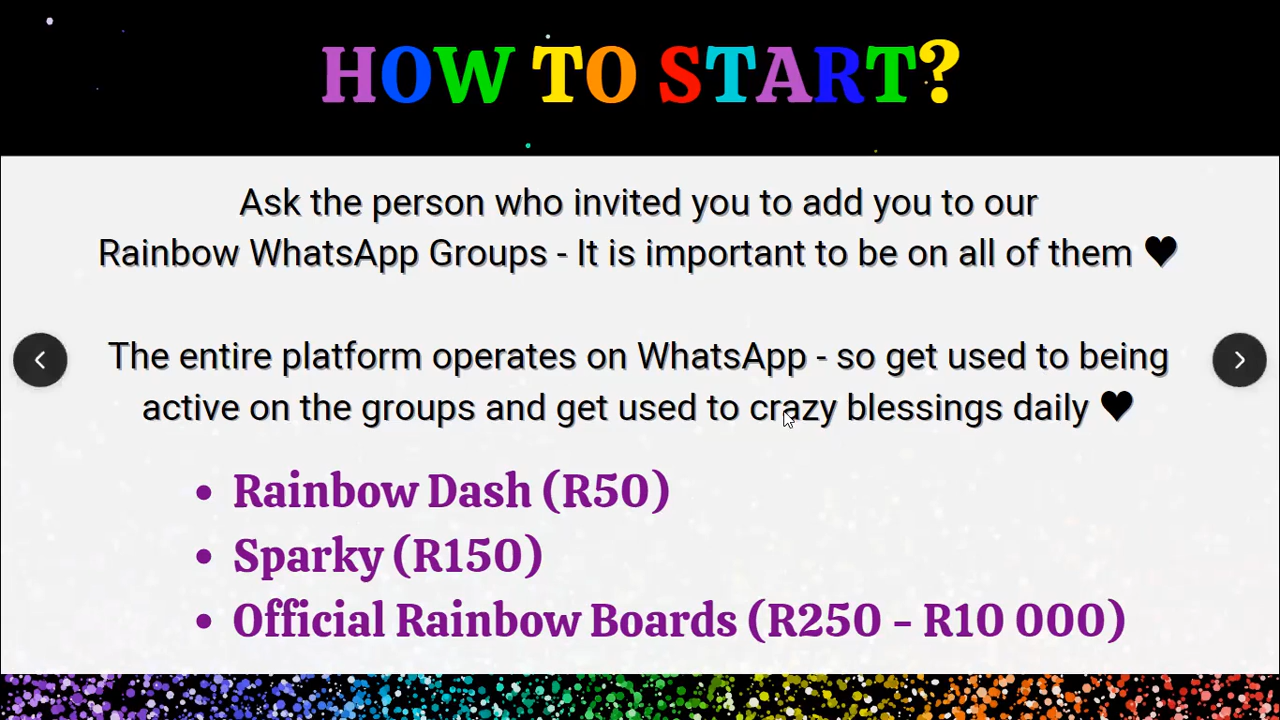 HOW TO START?
Ask the person who invited you to add you to our
Rainbow WhatsApp Groups - It is important to be on all of them ♥
The entire platform operates on WhatsApp - so get used to being
active on the groups and get used to crazy blessings daily ♥
• Rainbow Dash (R50)
• Sparky (R150)
• Official Rainbow Boards (R250 - R10 000)